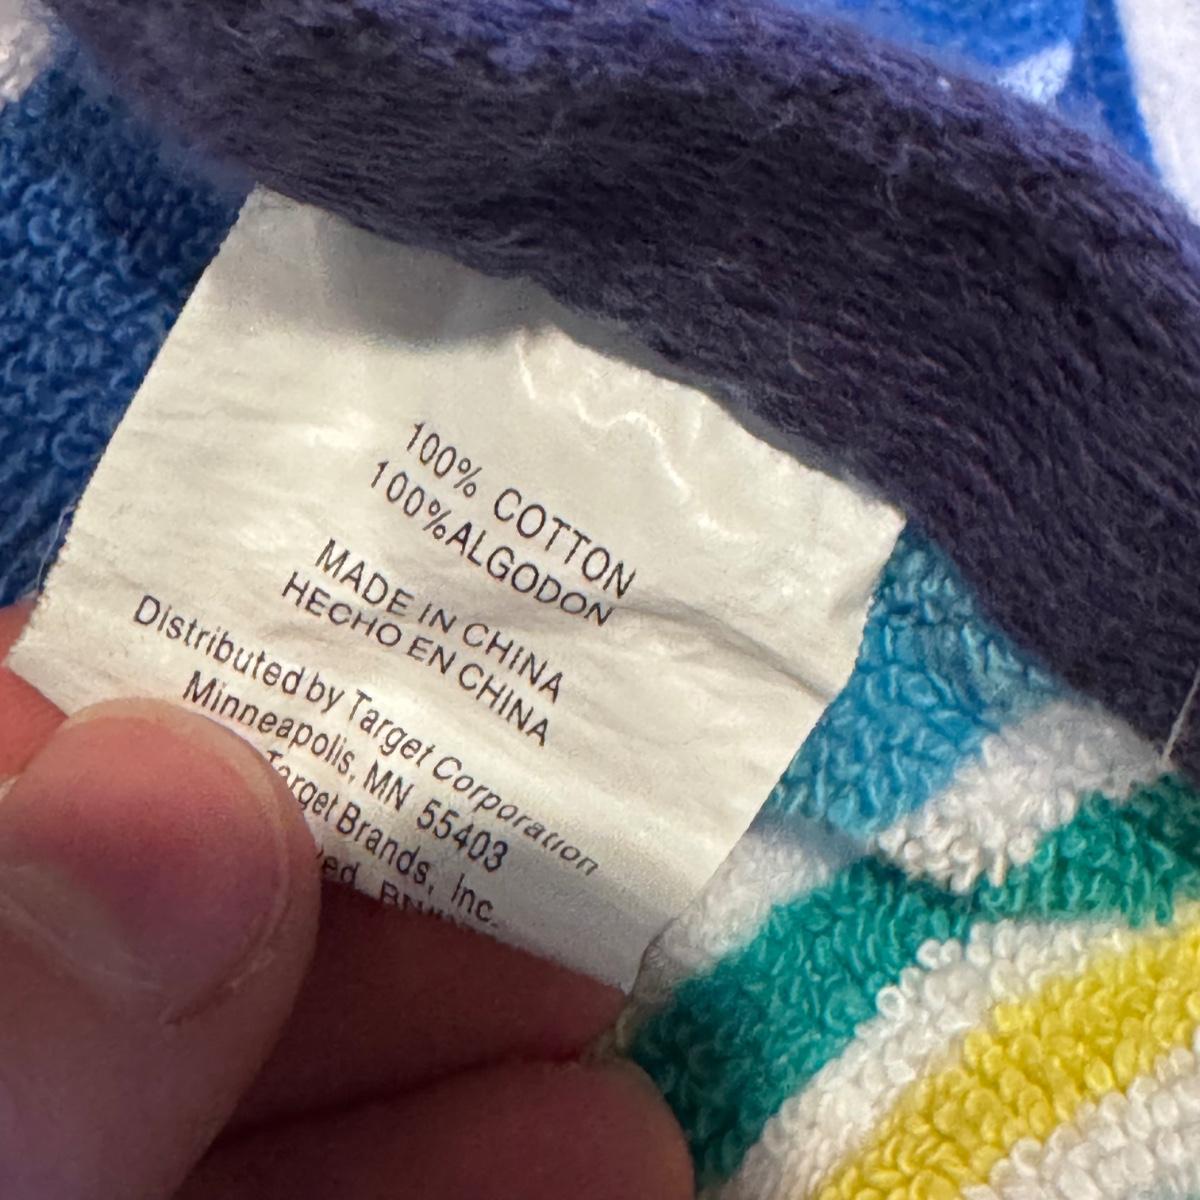 100% COTTON
100%ALGODON
MADE IN CHINA
HECHO EN CHINA
Distributed by Target Corporation
Minneapolis, MN 55403
Target Brands, Inc.